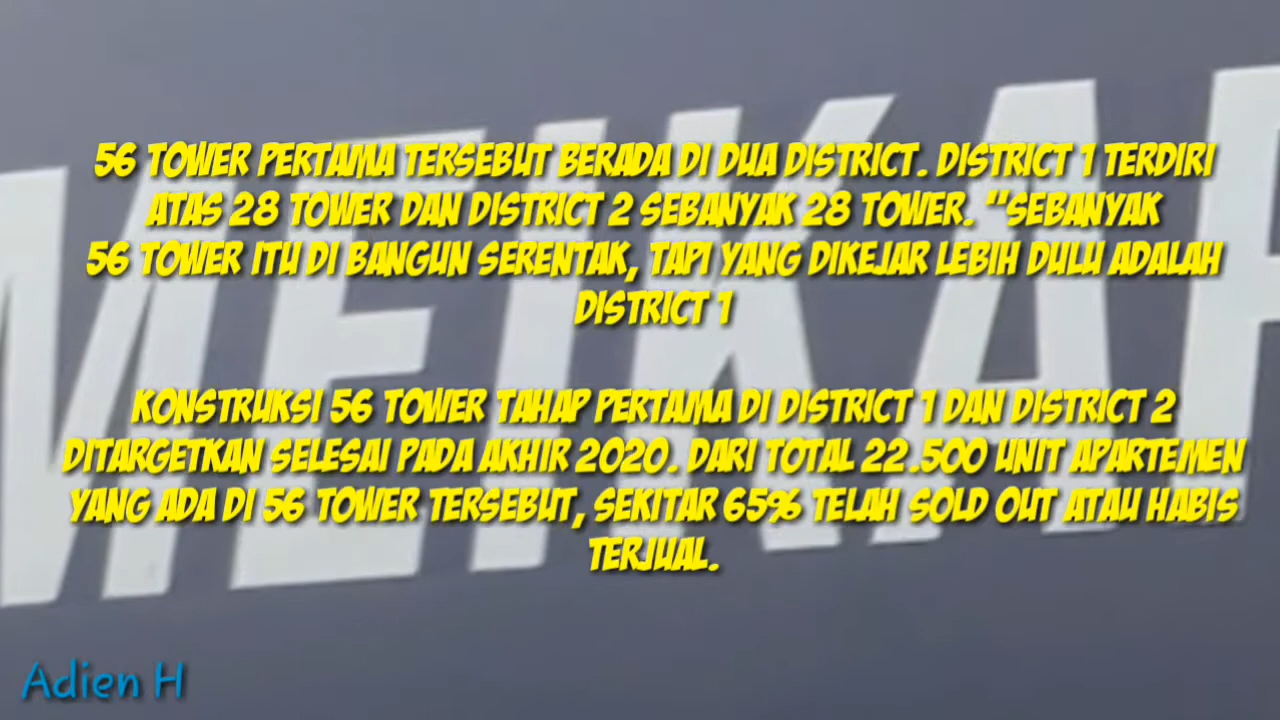 MEIKAR
56 TOWER PERTAMA TERSEBUT BERADA DI DUA DISTRICT. DISTRICT 1 TERDIRI
ATAS 28 TOWER DAN DISTRICT 2 SEBANYAK 28 TOWER. "SEBANYAK
56 TOWER ITU DI BANGUN SERENTAK, TAPI YANG DIKEJAR LEBIH DULU ADALAH
DISTRICT 1
KONSTRUKSI 56 TOWER TAHAP PERTAMA DI DISTRICT 1 DAN DISTRICT 2
DITARGETKAN SELESAI PADA AKHIR 2020. DARI TOTAL 22.500 UNIT APARTEMEN
YANG ADA DI 56 TOWER TERSEBUT, SEKITAR 65% TELAH SOLD OUT ATAU HABIS
TERJUAL.
Adien H